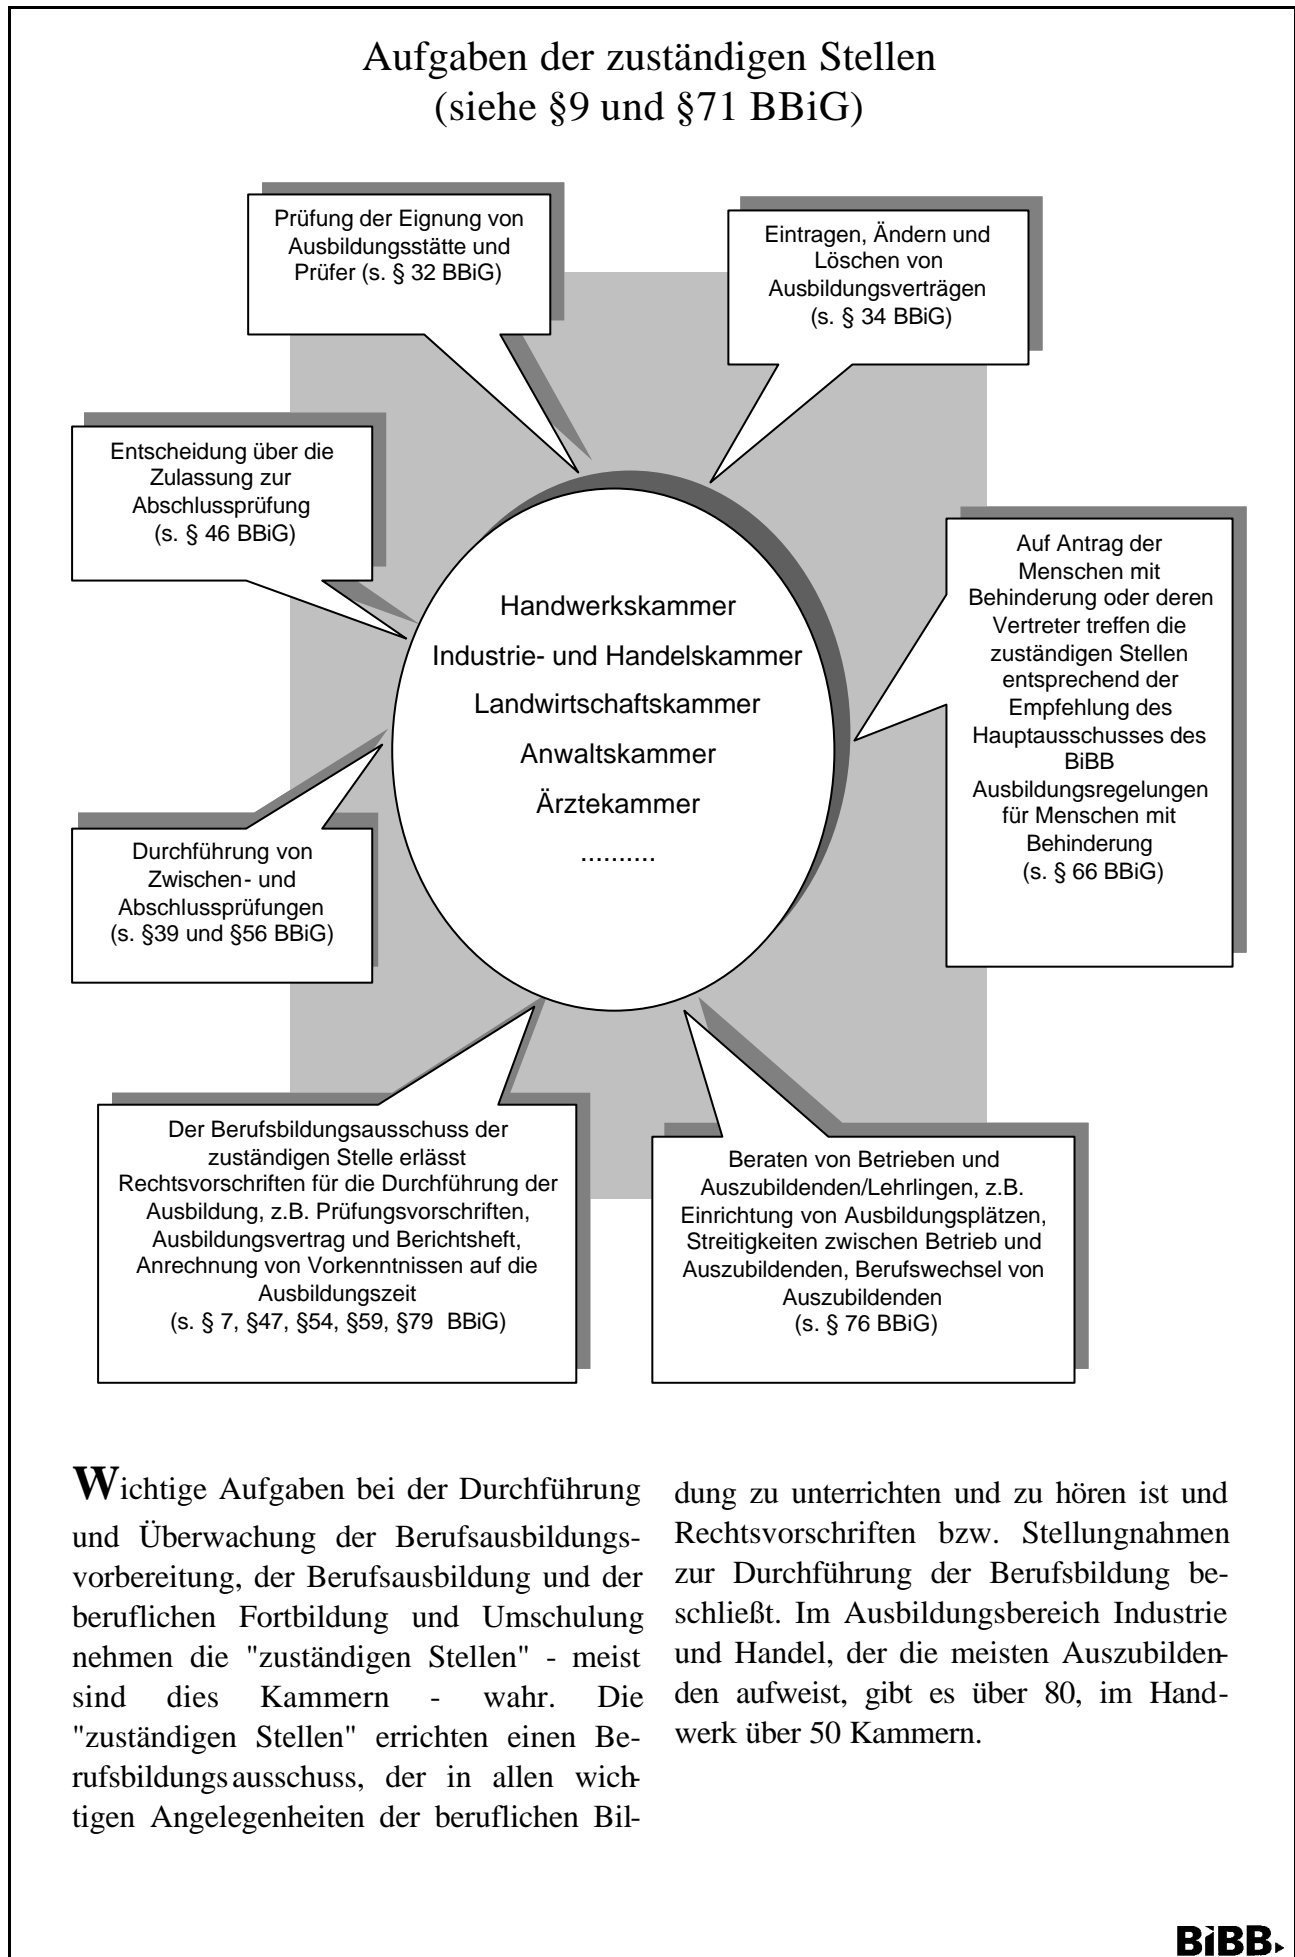 Aufgaben der zuständigen Stellen
(siehe §9 und §71 BBiG)
Prüfung der Eignung von
Ausbildungsstätte und
Prüfer (s. § 32 BBiG)
Eintragen, Ändern und
Löschen von
Ausbildungsverträgen
(s. § 34 BBiG)
Entscheidung über die
Zulassung zur
Abschlussprüfung
(s. § 46 BBiG)
Auf Antrag der
Menschen mit
Behinderung oder deren
Vertreter treffen die
zuständigen Stellen
entsprechend der
Empfehlung des
Hauptausschusses des
BiBB
Ausbildungsregelungen
für Menschen mit
Behinderung
(s. § 66 BBiG)
Handwerkskammer
Industrie- und Handelskammer
Landwirtschaftskammer
Anwaltskammer
Ärztekammer
..........
Durchführung von
Zwischen- und
Abschlussprüfungen
(s. §39 und §56 BBiG)
Der Berufsbildungsausschuss der
zuständigen Stelle erlässt
Rechtsvorschriften für die Durchführung der
Ausbildung, z.B. Prüfungsvorschriften,
Ausbildungsvertrag und Berichtsheft,
Anrechnung von Vorkenntnissen auf die
Ausbildungszeit
(s. § 7, §47, §54, §59, §79 BBiG)
Beraten von Betrieben und
Auszubildenden/Lehrlingen, z.B.
Einrichtung von Ausbildungsplätzen,
Streitigkeiten zwischen Betrieb und
Auszubildenden, Berufswechsel von
Auszubildenden
(s. § 76 BBiG)
Wichtige Aufgaben bei der Durchführung
und Überwachung der Berufsausbildungs-
vorbereitung, der Berufsausbildung und der
beruflichen Fortbildung und Umschulung
nehmen die "zuständigen Stellen" - meist
sind dies Kammern - wahr. Die
"zuständigen Stellen" errichten einen Be-
rufsbildungsausschuss, der in allen wich-
tigen Angelegenheiten der beruflichen Bil-
dung zu unterrichten und zu hören ist und
Rechtsvorschriften bzw. Stellungnahmen
zur Durchführung der Berufsbildung be-
schließt. Im Ausbildungsbereich Industrie
und Handel, der die meisten Auszubilden-
den aufweist, gibt es über 80, im Hand-
werk über 50 Kammern.
BiBB